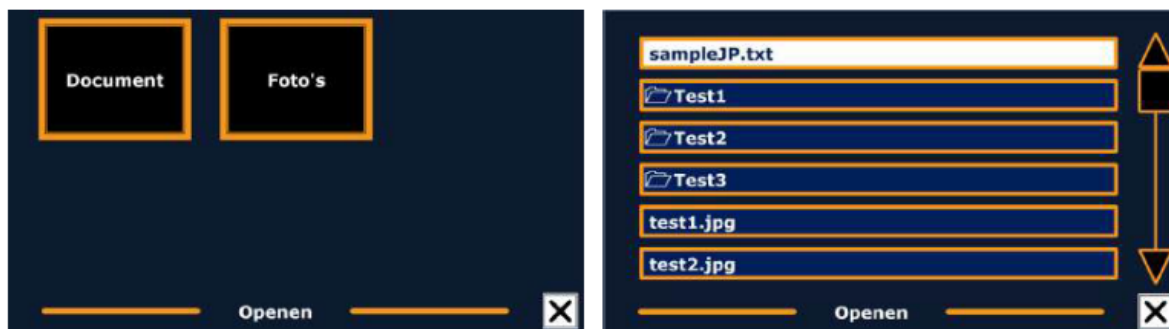 Document
Foto's
Openen
sampleJP.txt
Test1
Test2
Test3
test1.jpg
test2.jpg
Openen